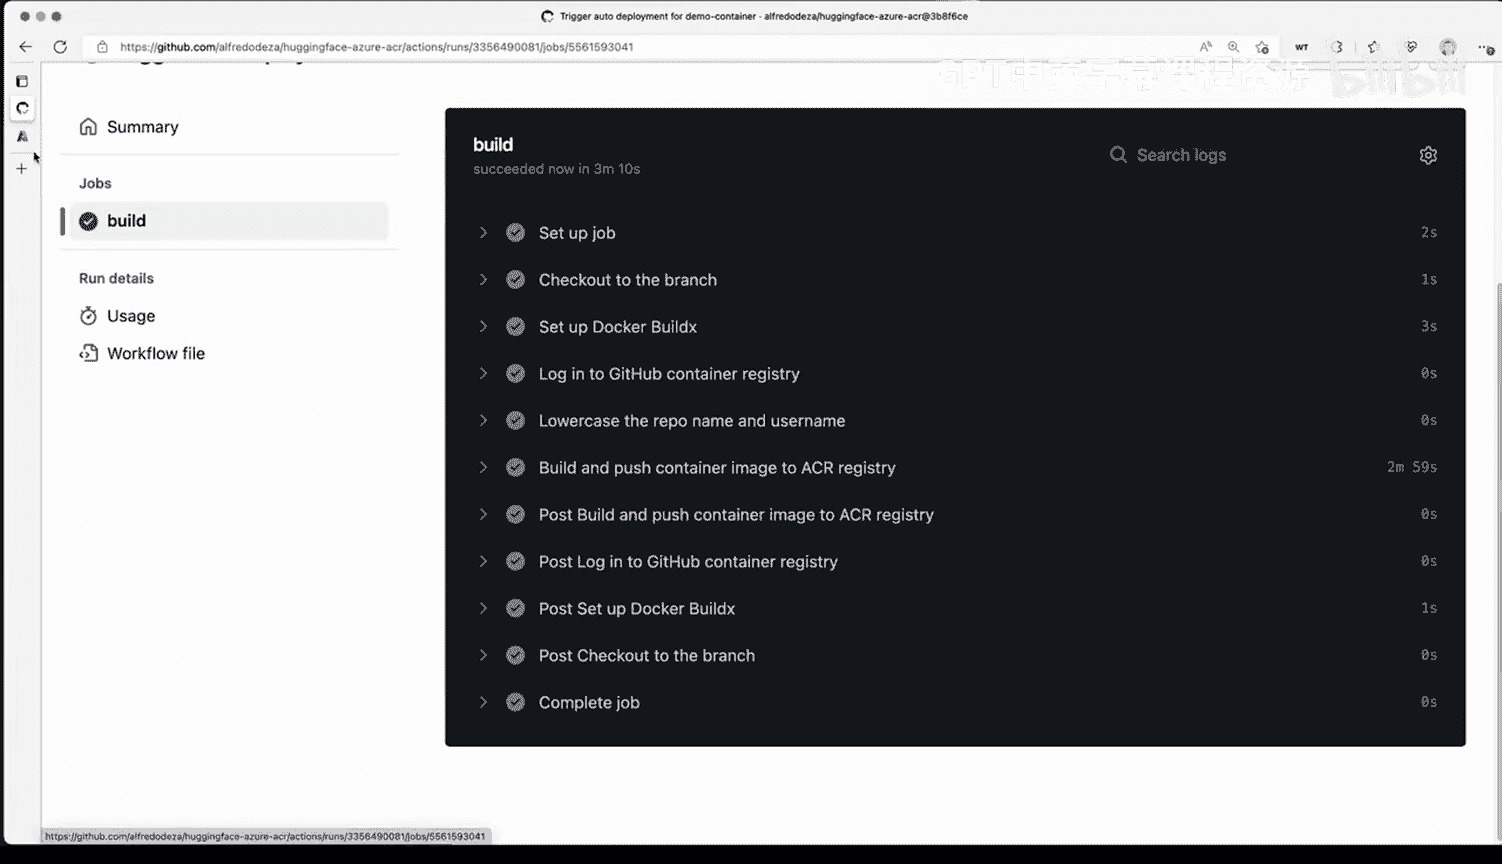 Trigger auto deployment for demo-container · alfredodeza/huggingface-azure-acr@3b8f6ce
https://github.com/alfredodeza/huggingface-azure-acr/actions/runs/3356490081/jobs/5561593041
WT
Summary
Jobs
build
Run details
Usage
Workflow file
build
succeeded now in 3m 10s
Search logs
Set up job 2s
Checkout to the branch 1s
Set up Docker Buildx 3s
Log in to GitHub container registry 0s
Lowercase the repo name and username 0s
Build and push container image to ACR registry 2m 59s
Post Build and push container image to ACR registry 0s
Post Log in to GitHub container registry 0s
Post Set up Docker Buildx 1s
Post Checkout to the branch 0s
Complete job 0s
https://github.com/alfredodeza/huggingface-azure-acr/actions/runs/3356490081/jobs/5561593041